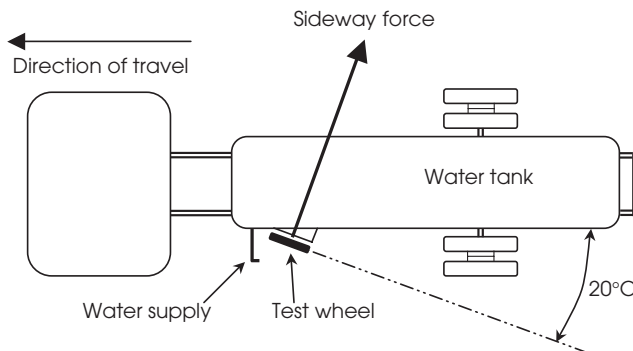 Sideway force
Direction of travel
Water tank
20°C
Water supply
Test wheel